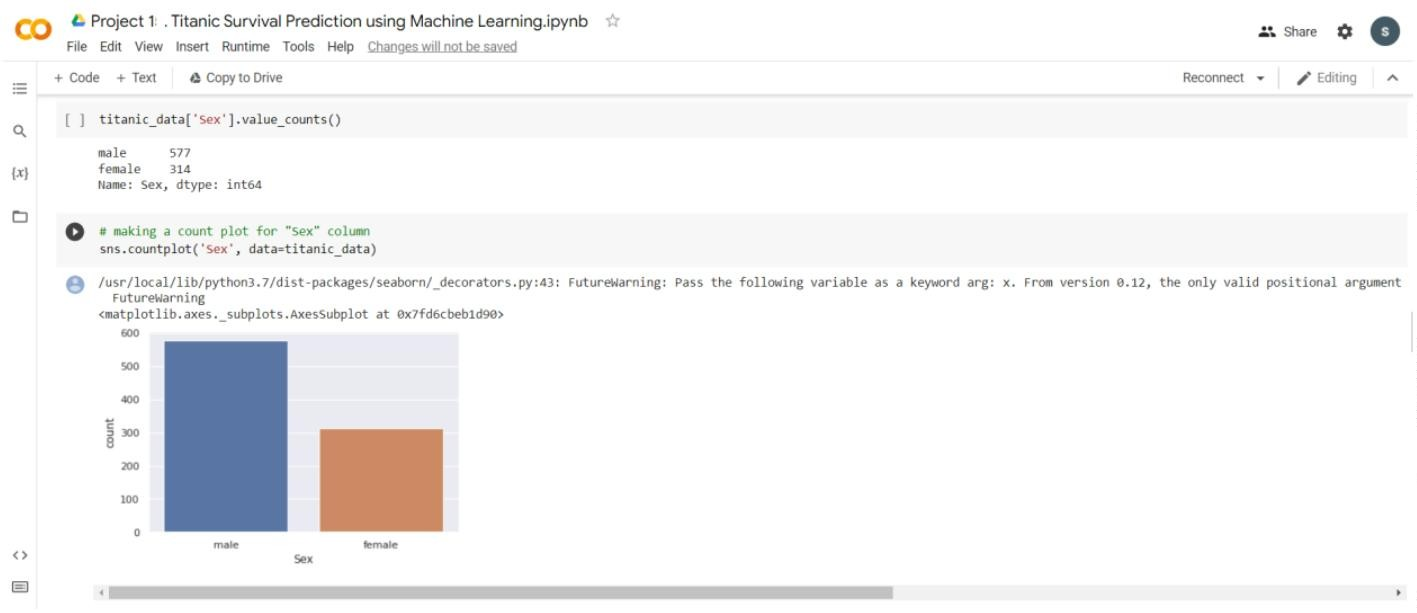 CO
Project 1: . Titanic Survival Prediction using Machine Learning.ipynb
File Edit View Insert Runtime Tools Help Changes will not be saved
Share
S
+ Code + Text Copy to Drive
Reconnect
Editing
[ ] titanic_data['Sex'].value_counts()
male 577
female 314
Name: Sex, dtype: int64
{x}
# making a count plot for "Sex" column
sns.countplot('Sex', data=titanic_data)
/usr/local/lib/python3.7/dist-packages/seaborn/_decorators.py:43: FutureWarning: Pass the following variable as a keyword arg: x. From version 0.12, the only valid positional argument
FutureWarning
<matplotlib.axes._subplots.AxesSubplot at 0x7fd6cbeb1d90>
600
500
400
300
200
100
0
count
male female
Sex